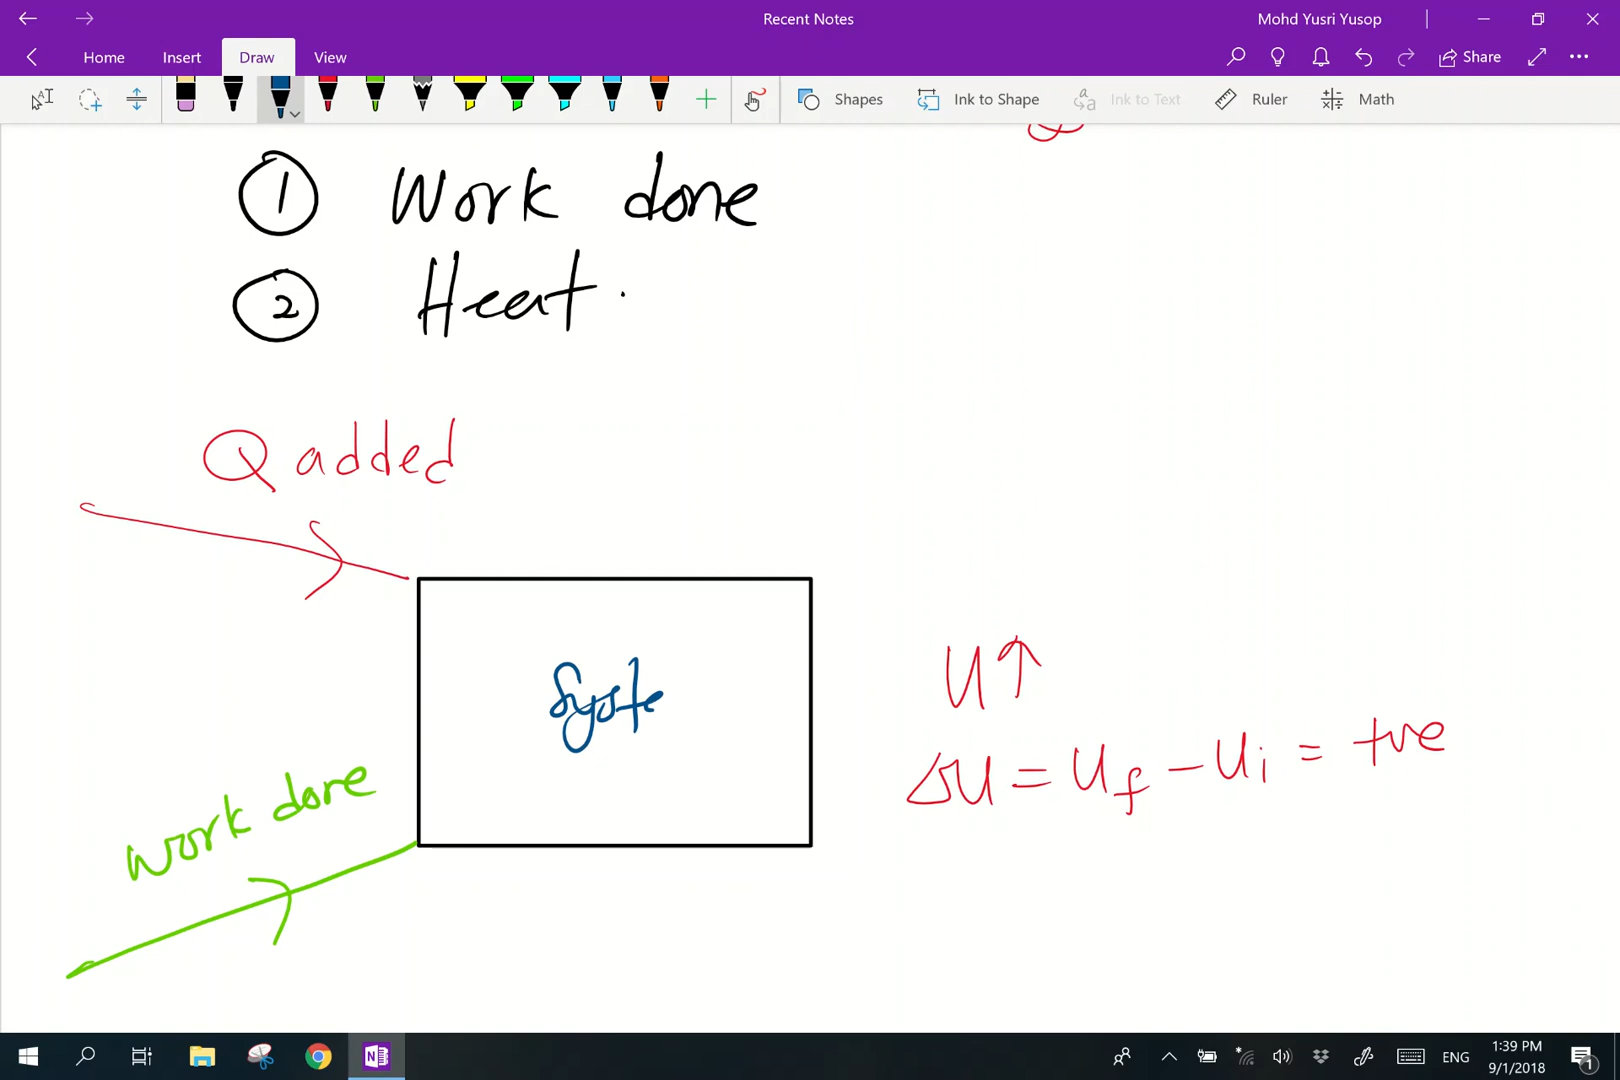 Recent Notes
Mohd Yusri Yusop
Home Insert Draw View
Share
Shapes Ink to Shape Ink to Text Ruler Math
① Work done
② Heat.
Q added
Syste
U↑
ΔU = Uf - Ui = +ve
work done
ENG
1:39 PM
9/1/2018